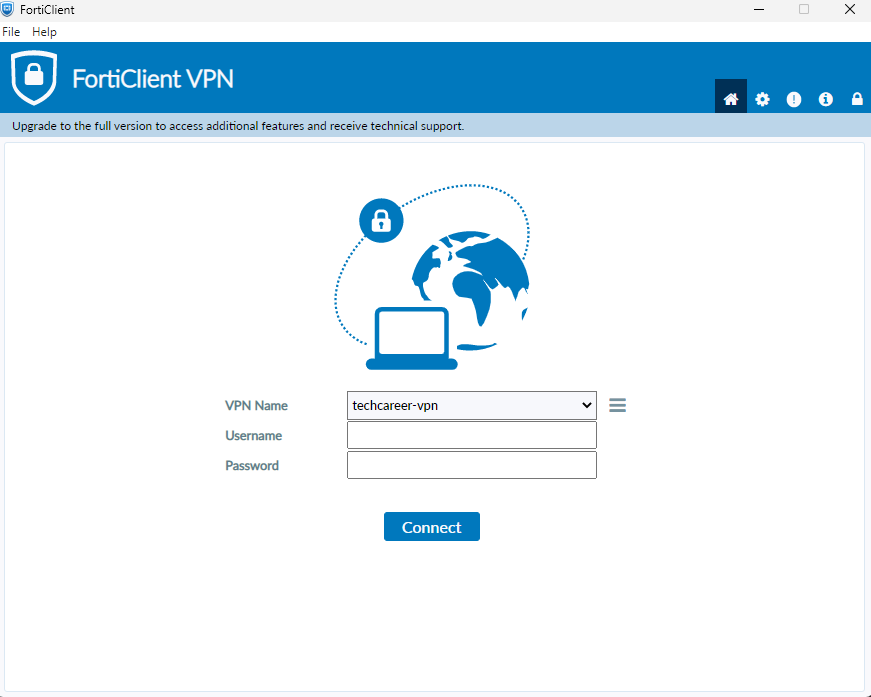 FortiClient
File Help
FortiClient VPN
Upgrade to the full version to access additional features and receive technical support.
VPN Name techcareer-vpn
Username
Password
Connect